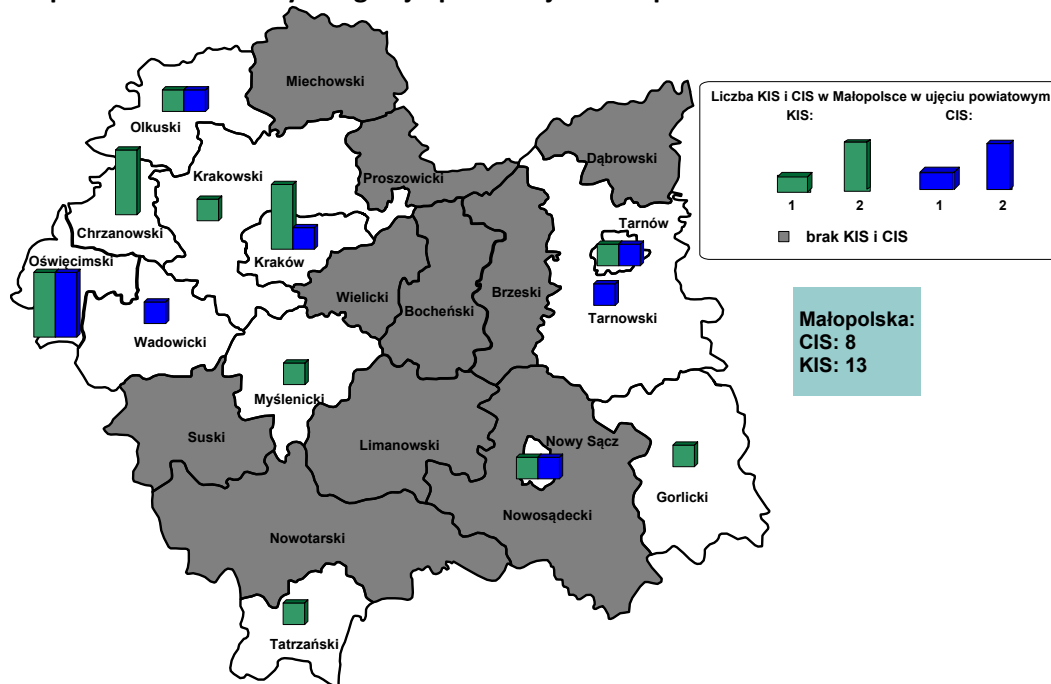 Miechowski
Olkuski
Krakowski
Proszowicki
Dąbrowski
Chrzanowski
Kraków
Tarnów
Oświęcimski
Wielicki
Bocheński
Brzeski
Tarnowski
Wadowicki
Myślenicki
Suski
Limanowski
Nowy Sącz
Gorlicki
Nowosądecki
Nowotarski
Tatrzański
Liczba KIS i CIS w Małopolsce w ujęciu powiatowym
KIS: CIS:
1 2 1 2
brak KIS i CIS
Małopolska:
CIS: 8
KIS: 13